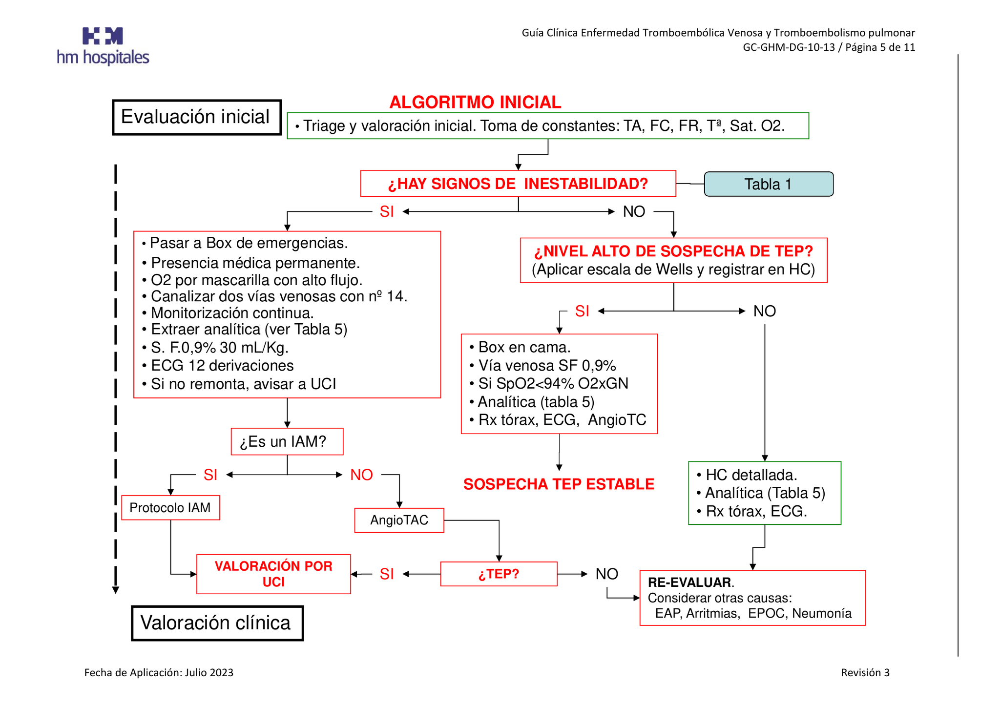 hm hospitales
Guía Clínica Enfermedad Tromboembólica Venosa y Tromboembolismo pulmonar
GC-GHM-DG-10-13 / Página 5 de 11
ALGORITMO INICIAL
Evaluación inicial
• Triage y valoración inicial. Toma de constantes: TA, FC, FR, Tª, Sat. O2.
¿HAY SIGNOS DE INESTABILIDAD?
Tabla 1
SI
NO
• Pasar a Box de emergencias.
• Presencia médica permanente.
• O2 por mascarilla con alto flujo.
• Canalizar dos vías venosas con nº 14.
• Monitorización continua.
• Extraer analítica (ver Tabla 5)
• S. F.0,9% 30 mL/Kg.
• ECG 12 derivaciones
• Si no remonta, avisar a UCI
¿NIVEL ALTO DE SOSPECHA DE TEP?
(Aplicar escala de Wells y registrar en HC)
SI
NO
• Box en cama.
• Vía venosa SF 0,9%
• Si SpO2<94% O2xGN
• Analítica (tabla 5)
• Rx tórax, ECG, AngioTC
¿Es un IAM?
SI
NO
SOSPECHA TEP ESTABLE
• HC detallada.
• Analítica (Tabla 5)
• Rx tórax, ECG.
Protocolo IAM
AngioTAC
VALORACIÓN POR
UCI
SI
¿TEP?
NO
RE-EVALUAR.
Considerar otras causas:
EAP, Arritmias, EPOC, Neumonía
Valoración clínica
Fecha de Aplicación: Julio 2023
Revisión 3